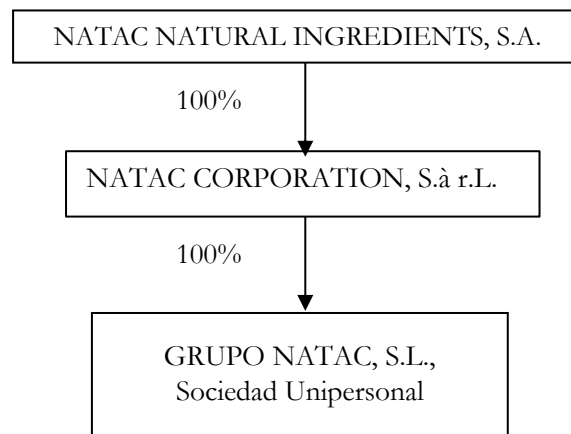 NATAC NATURAL INGREDIENTS, S.A.
100%
NATAC CORPORATION, S.à r.L.
100%
GRUPO NATAC, S.L.,
Sociedad Unipersonal